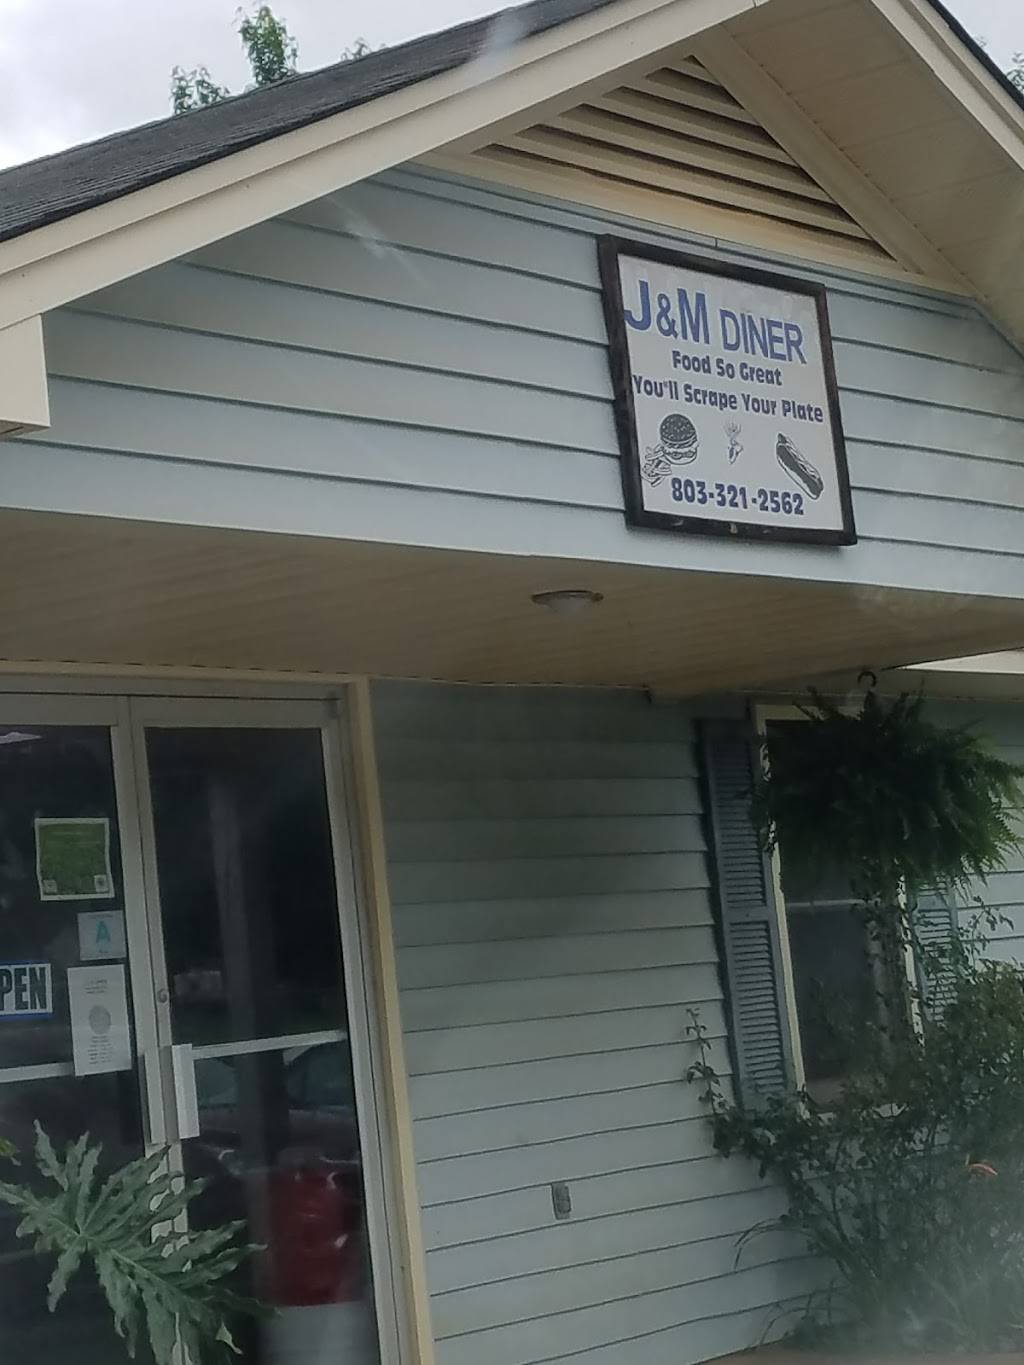 J&M DINER
Food So Great
You'll Scrape Your Plate
803-321-2562
A
PEN